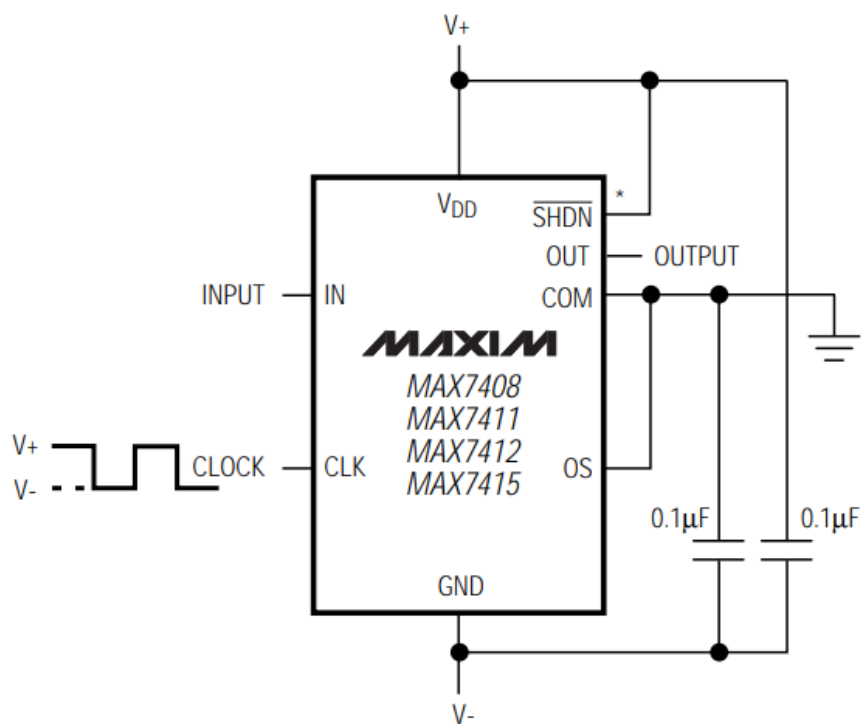 V+
VDD
SHDN
*
OUT
OUTPUT
INPUT
IN
COM
MAXIM
MAX7408
MAX7411
MAX7412
MAX7415
V+
V-
CLOCK
CLK
OS
0.1μF
0.1μF
GND
V-